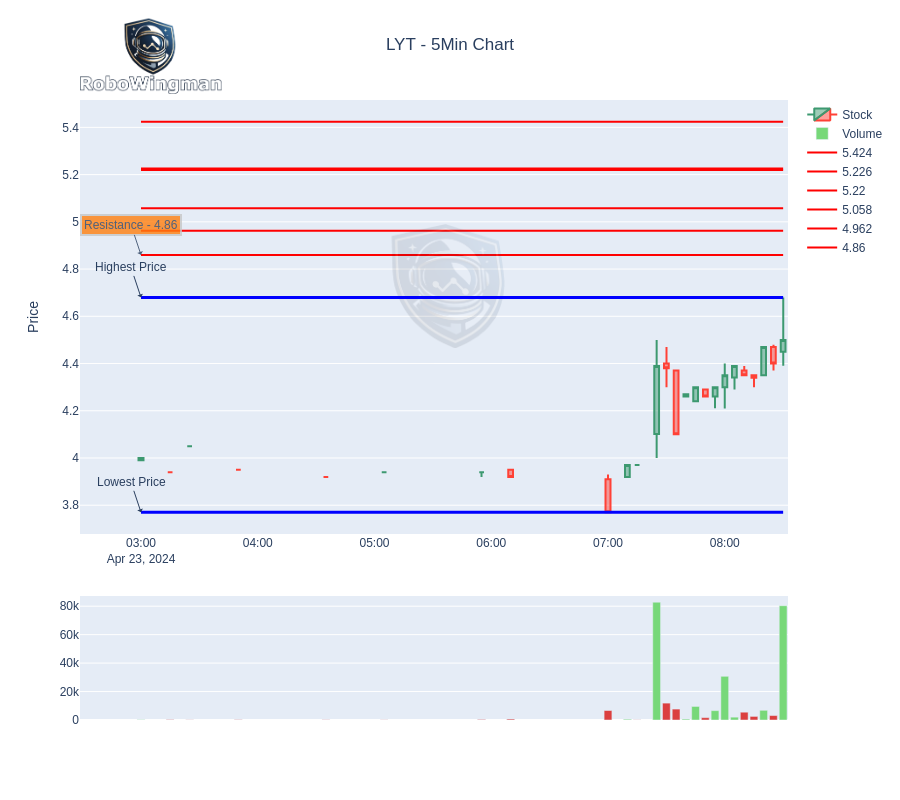 RoboWingman
LYT - 5Min Chart
Stock
Volume
5.424
5.226
5.22
5.058
4.962
4.86
5.4
5.2
5
4.8
4.6
4.4
4.2
4
3.8
Price
Resistance - 4.86
Highest Price
Lowest Price
03:00 04:00 05:00 06:00 07:00 08:00
Apr 23, 2024
80k
60k
40k
20k
0